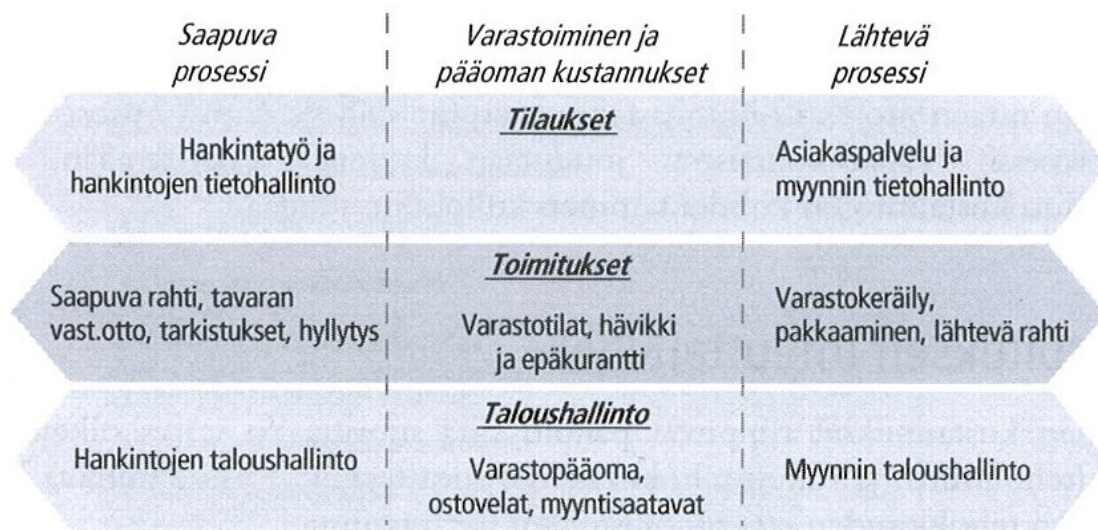 Saapuva
prosessi
Varastoiminen ja
pääoman kustannukset
Lähtevä
prosessi
Tilaukset
Hankintatyö ja
hankintojen tietohallinto
Asiakaspalvelu ja
myynnin tietohallinto
Toimitukset
Saapuva rahti, tavaran
vast.otto, tarkistukset, hyllytys
Varastotilat, hävikki
ja epäkurantti
Varastokeräily,
pakkaaminen, lähtevä rahti
Taloushallinto
Hankintojen taloushallinto
Varastopääoma,
ostovelat, myyntisaatavat
Myynnin taloushallinto